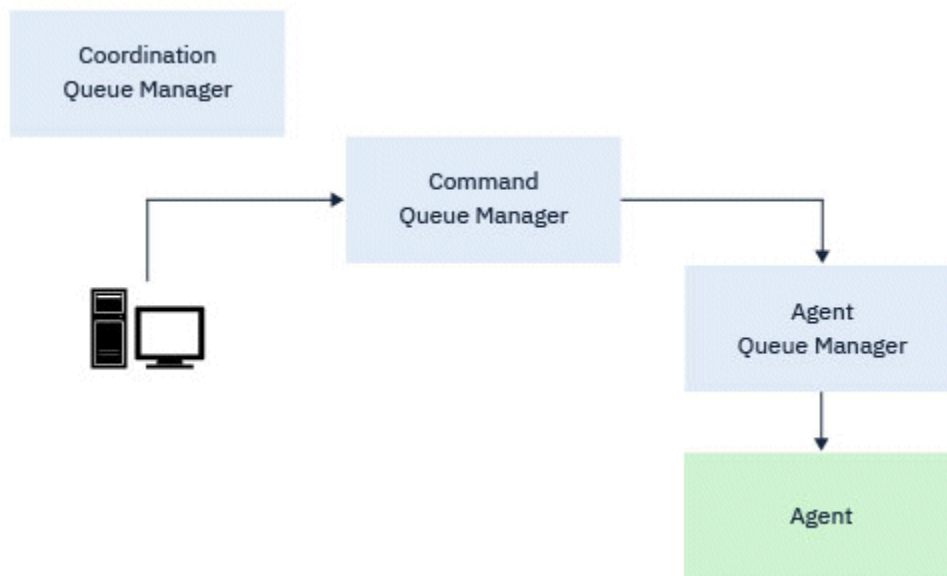 Coordination
Queue Manager
Command
Queue Manager
Agent
Queue Manager
Agent